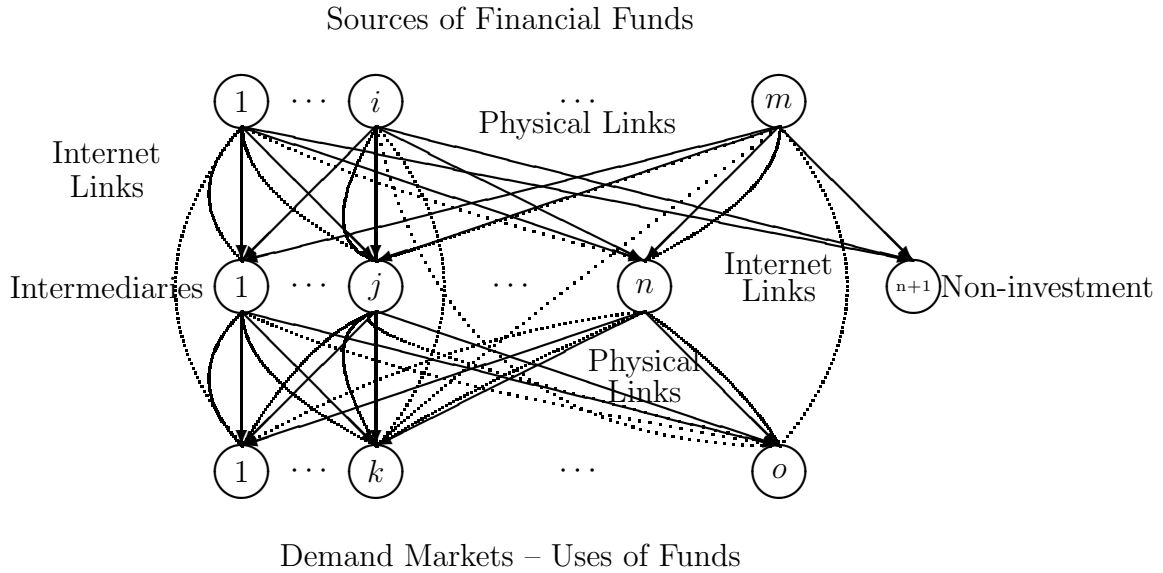 Sources of Financial Funds
1 ··· i ··· m
Physical Links
Internet
Links
Intermediaries 1 ··· j ··· n Internet
Links n+1 Non-investment
Physical
Links
1 ··· k ··· o
Demand Markets – Uses of Funds